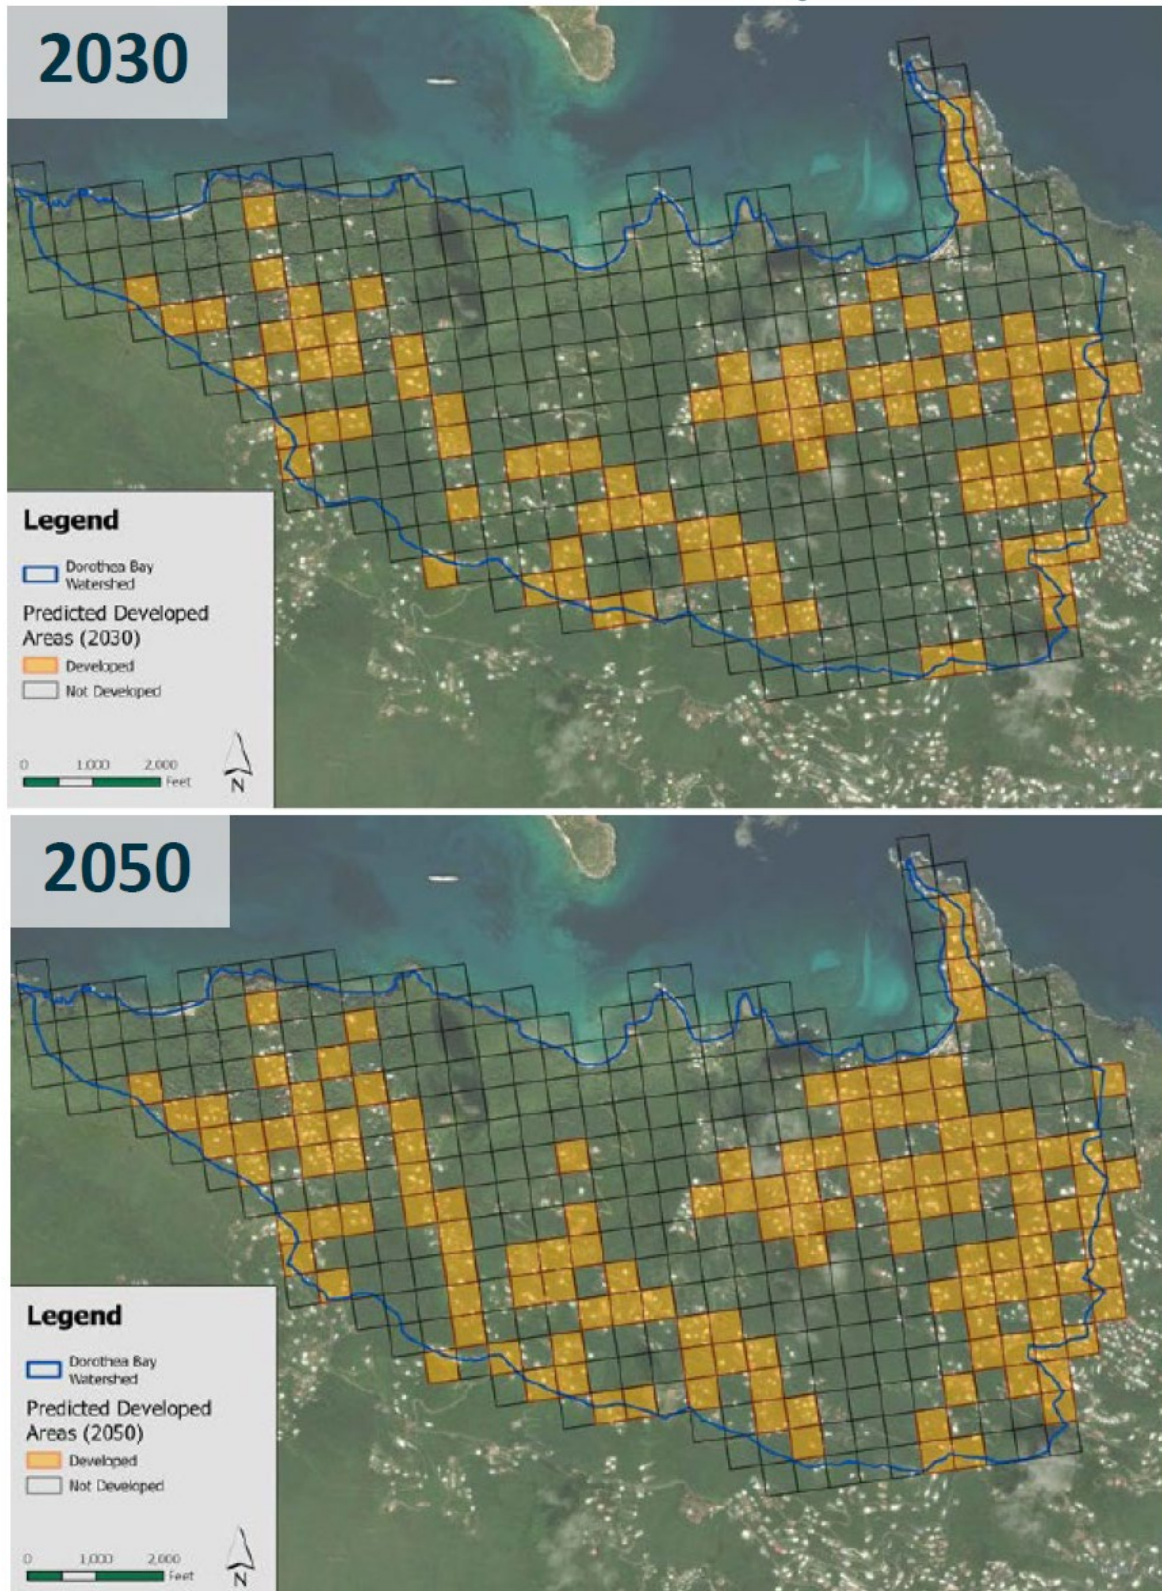 2030
Legend
Dorothea Bay
Watershed
Predicted Developed
Areas (2030)
Developed
Not Developed
0 1,000 2,000
Feet
N
2050
Legend
Dorothea Bay
Watershed
Predicted Developed
Areas (2050)
Developed
Not Developed
0 1,000 2,000
Feet
N